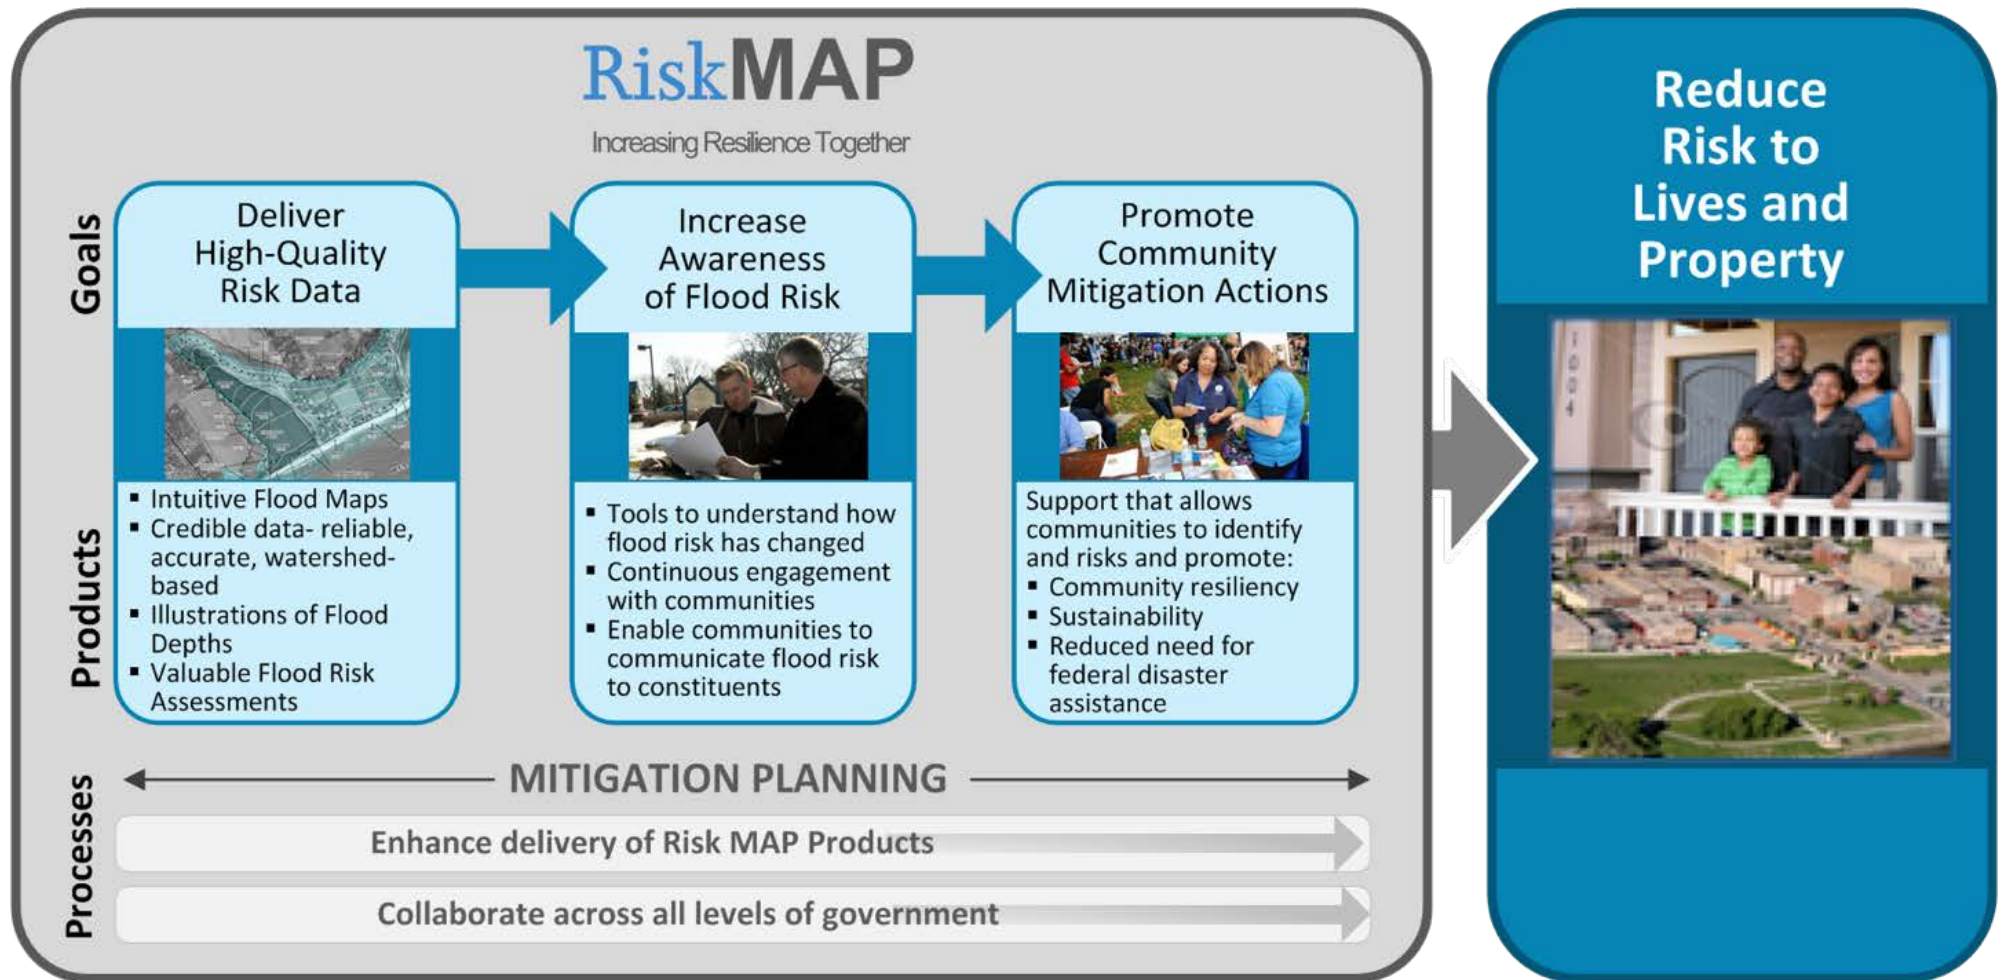 RiskMAP
Increasing Resilience Together
Goals
Deliver
High-Quality
Risk Data
Increase
Awareness
of Flood Risk
Promote
Community
Mitigation Actions
Products
▪ Intuitive Flood Maps
▪ Credible data- reliable,
accurate, watershed-
based
▪ Illustrations of Flood
Depths
▪ Valuable Flood Risk
Assessments
▪ Tools to understand how
flood risk has changed
▪ Continuous engagement
with communities
▪ Enable communities to
communicate flood risk
to constituents
Support that allows
communities to identify
and risks and promote:
▪ Community resiliency
▪ Sustainability
▪ Reduced need for
federal disaster
assistance
Processes
MITIGATION PLANNING
Enhance delivery of Risk MAP Products
Collaborate across all levels of government
Reduce
Risk to
Lives and
Property
1004